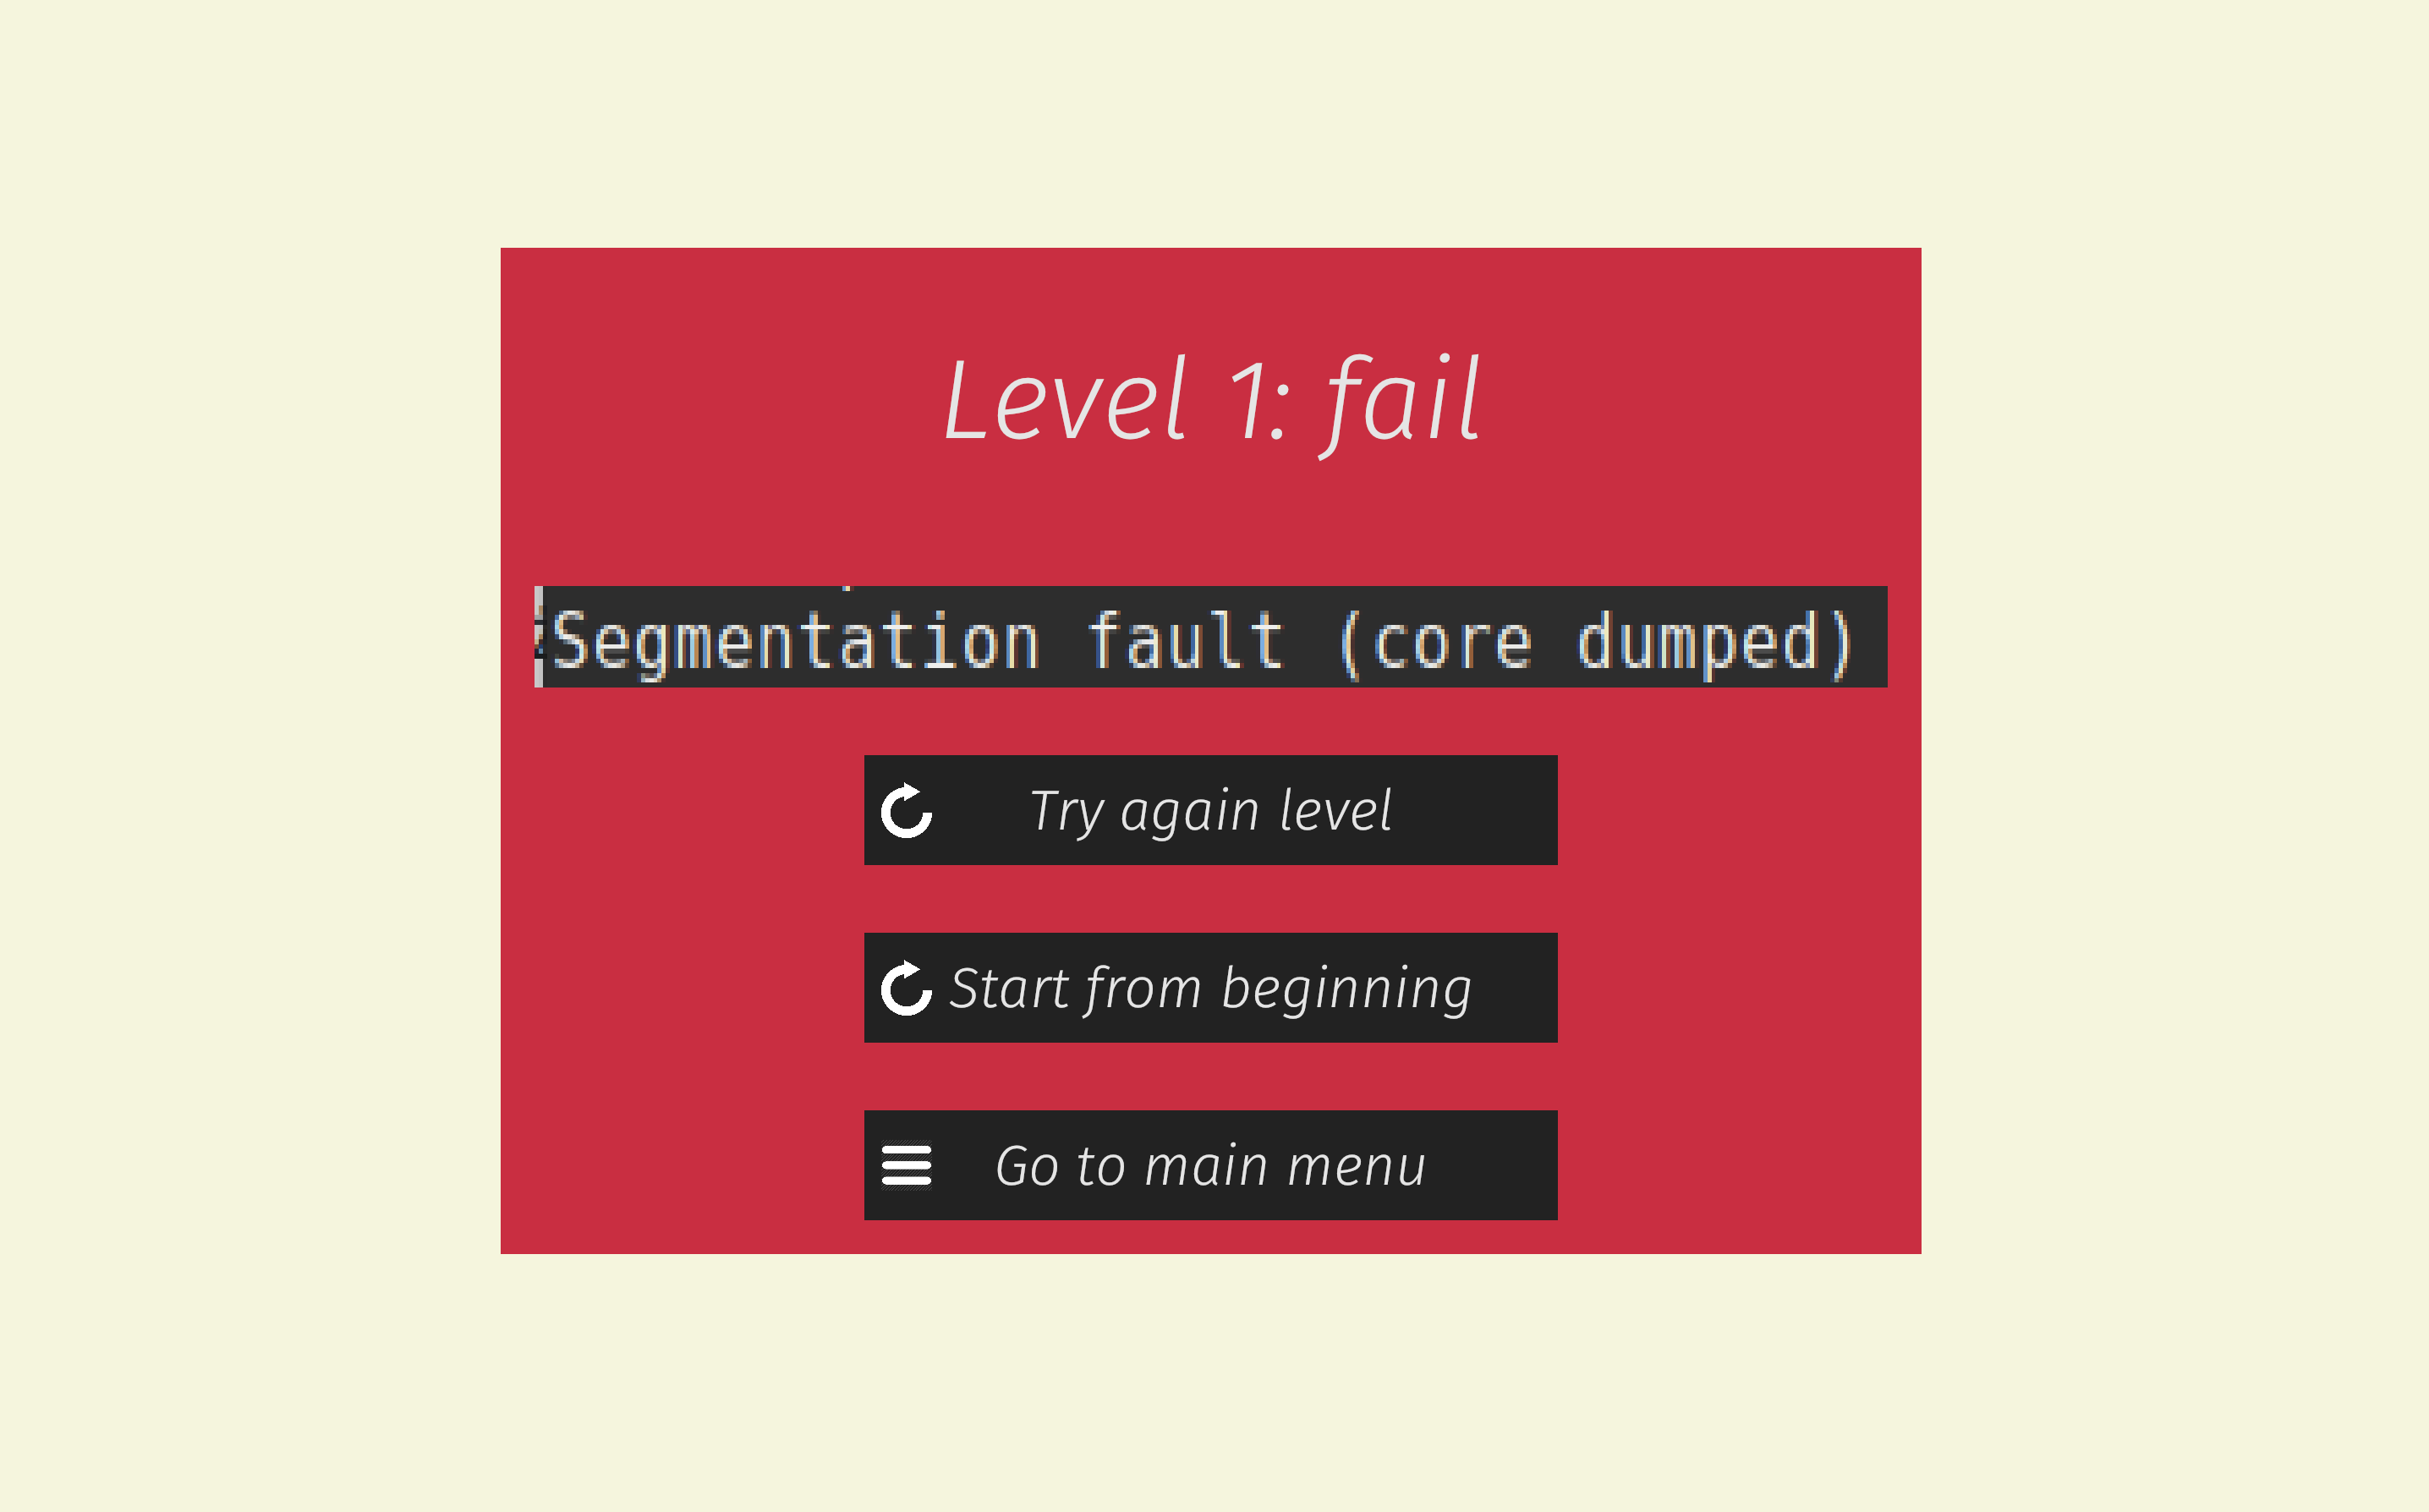 Level 1: fail
Segmentation fault (core dumped)
Try again level
Start from beginning
Go to main menu